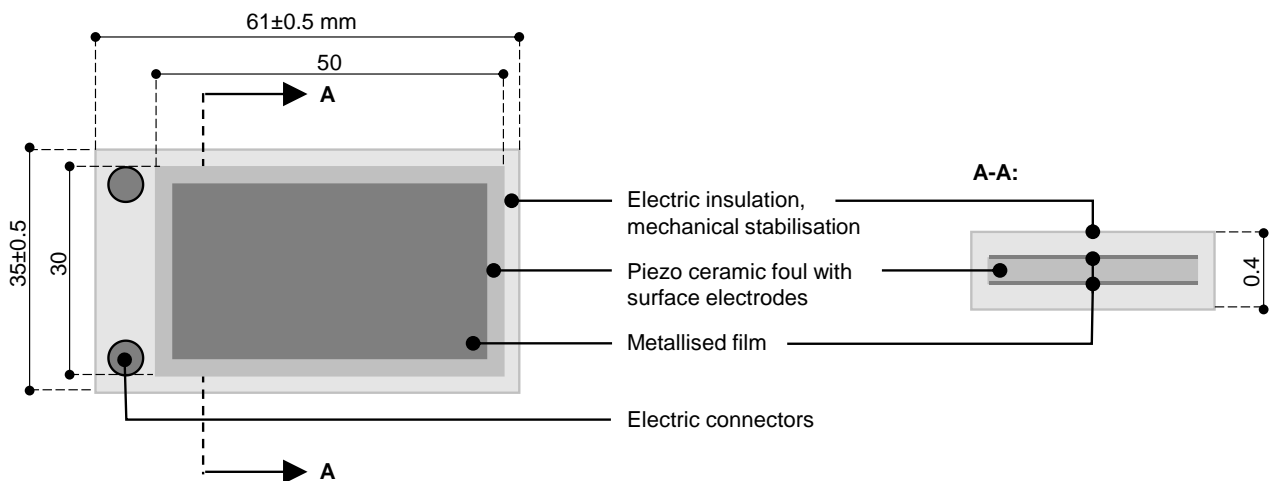 61±0.5 mm
50
A
A-A:
35±0.5
30
Electric insulation,
mechanical stabilisation
Piezo ceramic foul with
surface electrodes
0.4
Metallised film
Electric connectors
A